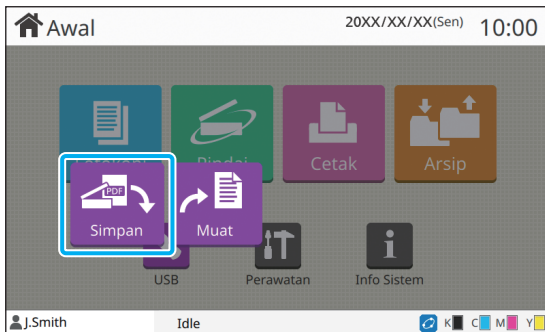 Awal
20XX/XX/XX(Sen) 10:00
Cetak Arsip
PDF
Simpan Muat
USB Perawatan Info Sistem
J.Smith Idle K C M Y